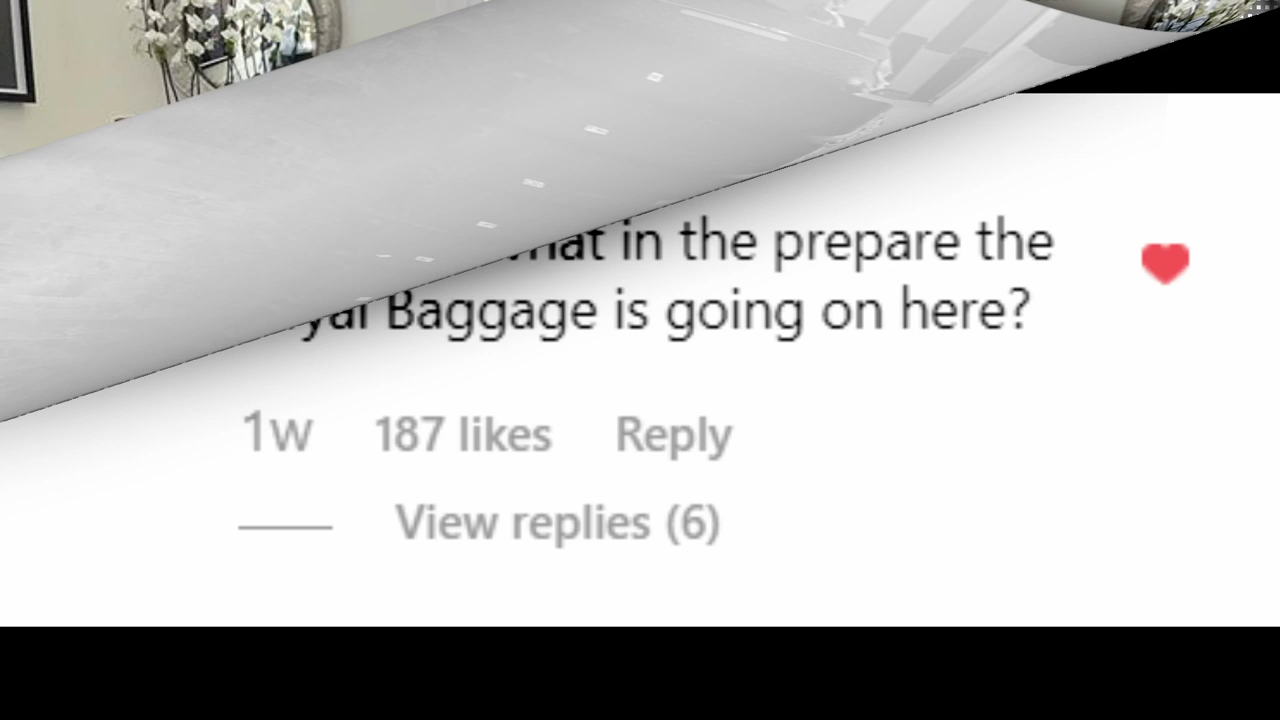 in the prepare the
Baggage is going on here?
1w 187 likes Reply
View replies (6)